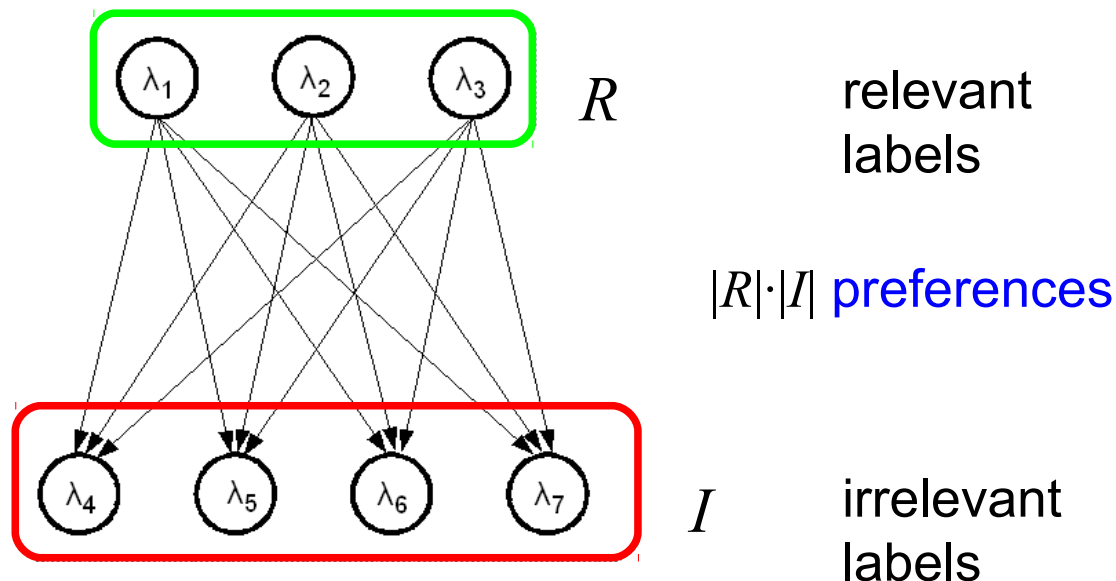 λ1 λ2 λ3
R
relevant
labels
|R|·|I| preferences
λ4 λ5 λ6 λ7
I
irrelevant
labels